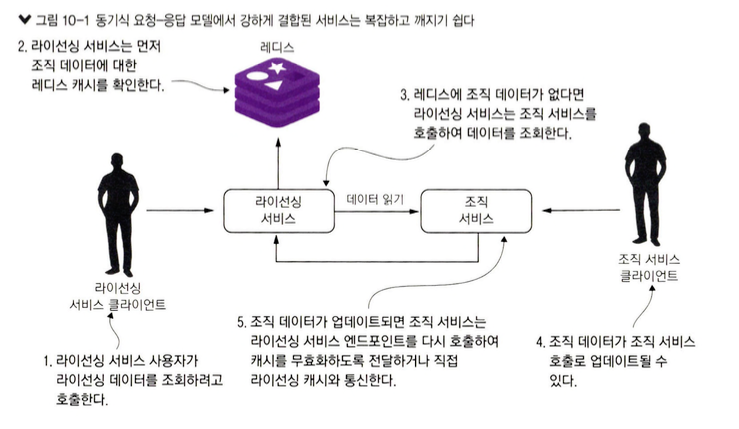 ▼ 그림 10-1 동기식 요청-응답 모델에서 강하게 결합된 서비스는 복잡하고 깨지기 쉽다
2. 라이선싱 서비스는 먼저
조직 데이터에 대한
레디스 캐시를 확인한다.
레디스
3. 레디스에 조직 데이터가 없다면
라이선싱 서비스는 조직 서비스를
호출하여 데이터를 조회한다.
라이선싱
서비스
데이터 읽기
조직
서비스
라이선싱
서비스 클라이언트
조직 서비스
클라이언트
1. 라이선싱 서비스 사용자가
라이선싱 데이터를 조회하려고
호출한다.
5. 조직 데이터가 업데이트되면 조직 서비스는
라이선싱 서비스 엔드포인트를 다시 호출하여
캐시를 무효화하도록 전달하거나 직접
라이선싱 캐시와 통신한다.
4. 조직 데이터가 조직 서비스
호출로 업데이트될 수
있다.